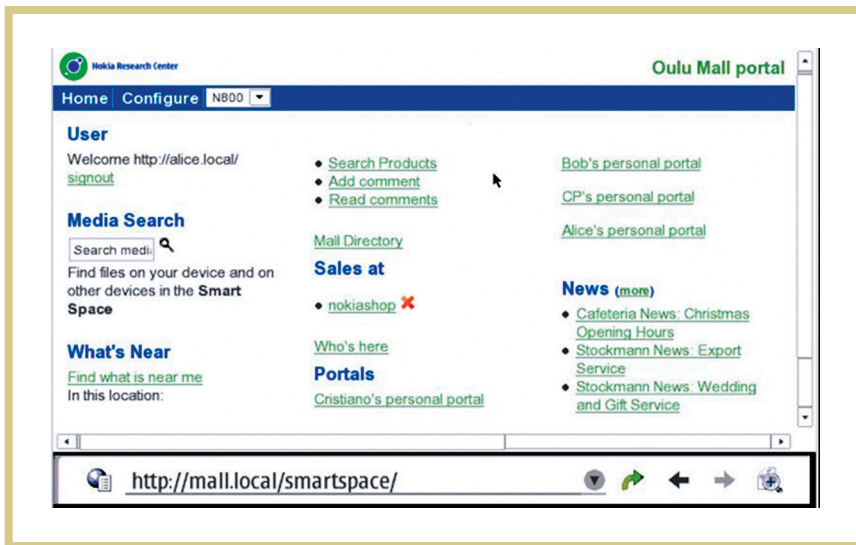 Nokia Research Center
Oulu Mall portal
Home Configure N800
User
Welcome http://alice.local/
signout
Media Search
Search media
Find files on your device and on
other devices in the Smart
Space
What's Near
Find what is near me
In this location:
Search Products
Add comment
Read comments
Mall Directory
Sales at
nokiashop
Who's here
Portals
Cristiano's personal portal
Bob's personal portal
CP's personal portal
Alice's personal portal
News (more)
Cafeteria News: Christmas
Opening Hours
Stockmann News: Export
Service
Stockmann News: Wedding
and Gift Service
http://mall.local/smartspace/